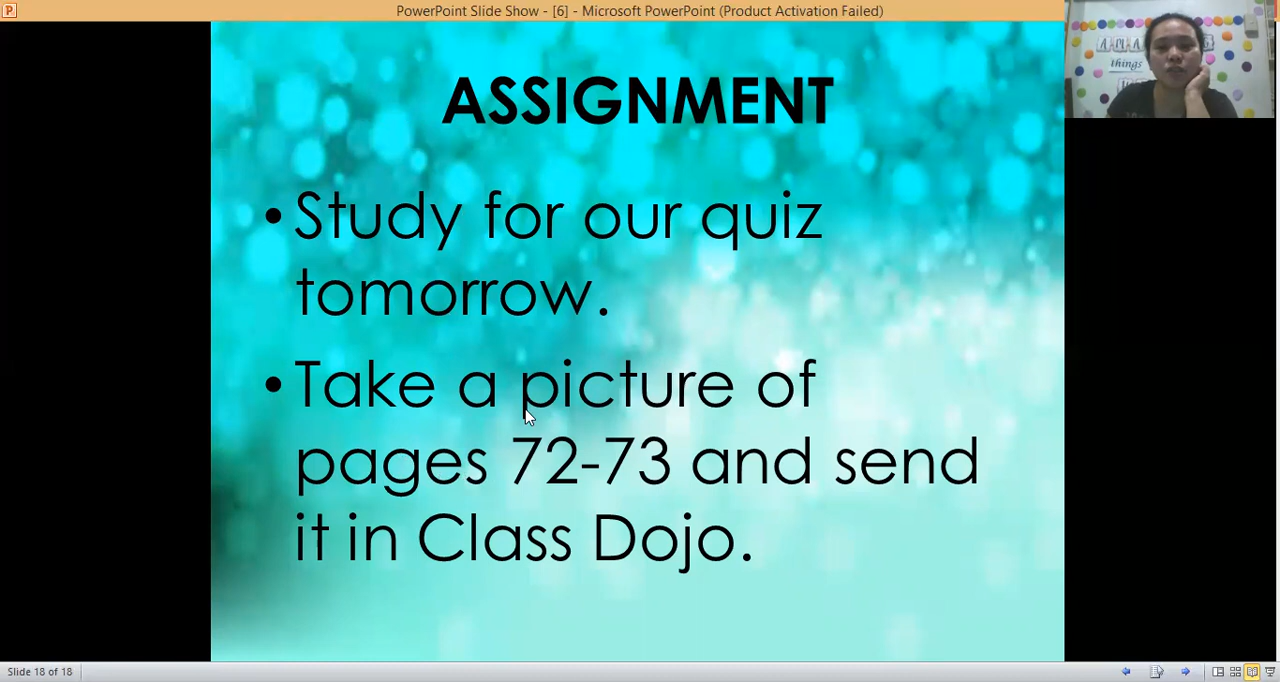 PowerPoint Slide Show - [6] - Microsoft PowerPoint (Product Activation Failed)
things
ASSIGNMENT
• Study for our quiz
tomorrow.
• Take a picture of
pages 72-73 and send
it in Class Dojo.
Slide 18 of 18